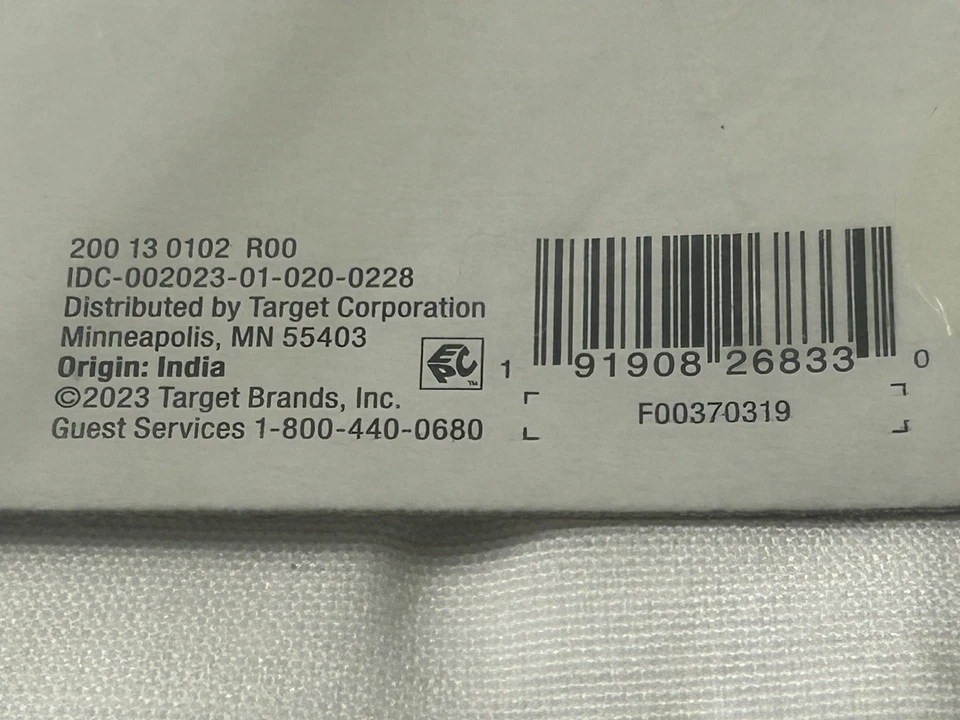 200 13 0102 R00
IDC-002023-01-020-0228
Distributed by Target Corporation
Minneapolis, MN 55403
Origin: India
©2023 Target Brands, Inc.
Guest Services 1-800-440-0680
EPC™
1 91908 26833 0
F00370319